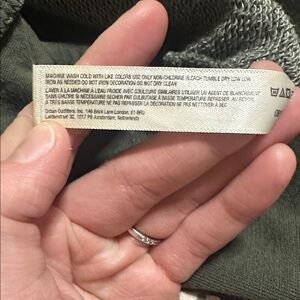 MACHINE WASH COLD WITH LIKE COLORS USE ONLY NON-CHLORINE BLEACH TUMBLE DRY LOW LOW
IRON AS NEEDED DO NOT IRON DECORATION DO NOT DRY CLEAN
LAVER À LA MACHINE À L'EAU FROIDE AVEC COULEURS SIMILAIRES UTILISER UN AGENT DE BLANCHIMENT
SANS CHLORE SI NÉCESSAIRE SÉCHER PAR CULBUTAGE À BASSE TEMPÉRATURE REPASSER, AU BESOIN,
À TRÈS BASSE TEMPÉRATURE NE PAS REPASSER LA DÉCORATION NE PAS NETTOYER À SEC
Urban Outfitters, Inc. 146 Brick Lane London, E1 6RU
32, 1017 PS Amsterdam, Netherlands